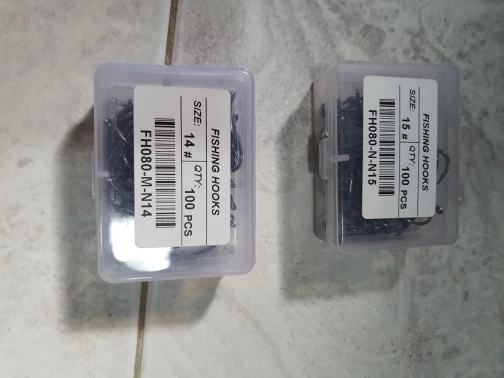 FISHING HOOKS
SIZE: 14 # QTY: 100 PCS
FH080-M-N14
FISHING HOOKS
SIZE: 15 # QTY: 100 PCS
FH080-N-N15